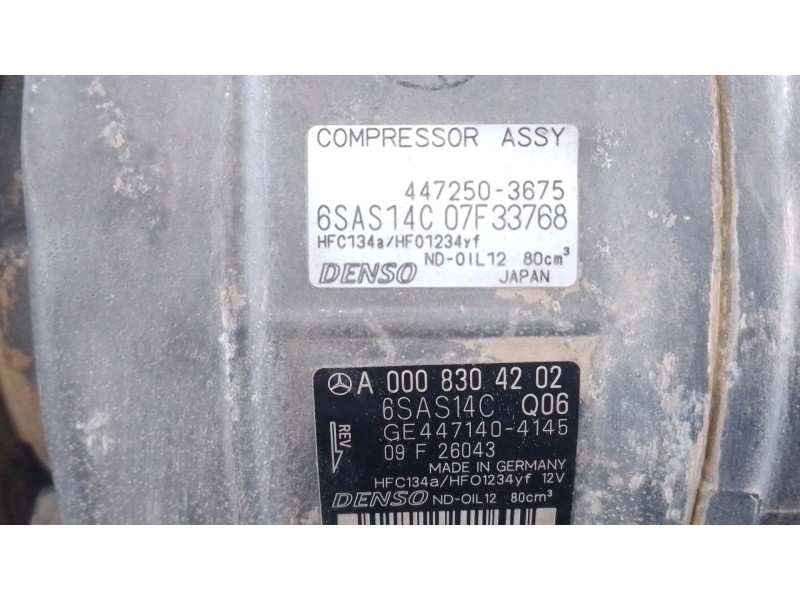 COMPRESSOR ASSY
447250-3675
6SAS14C 07F33768
HFC134a/HFO1234yf
ND-OIL12 80cm³
DENSO JAPAN
A 000 830 42 02
6SAS14C Q06
GE447140-4145
REV
09 F 26043
MADE IN GERMANY
HFC134a/HFO1234yf 12V
DENSO ND-OIL12 80cm³